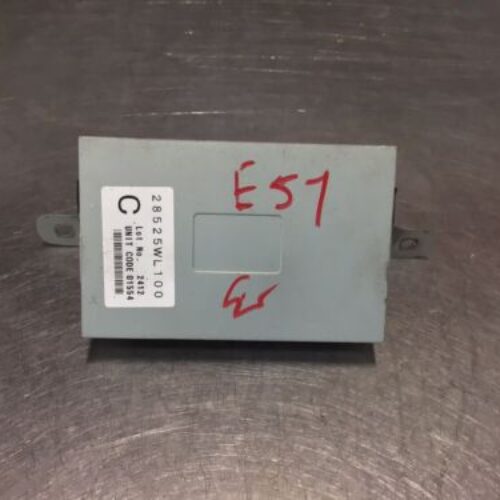 28525WL100
C
Lot No. 2412
UNIT CODE 01554
E51